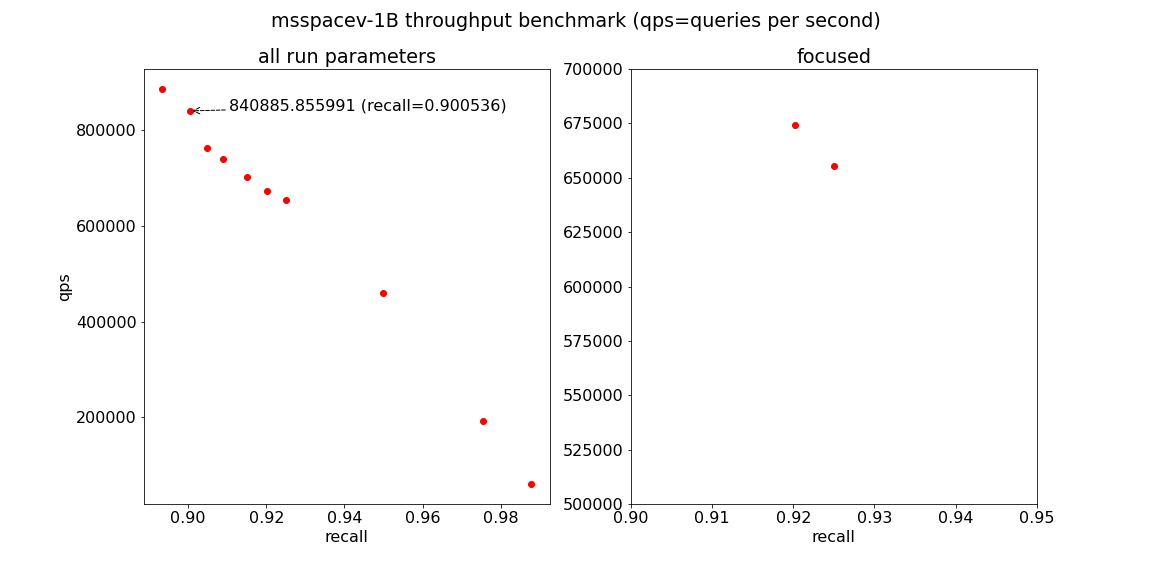 msspacev-1B throughput benchmark (qps=queries per second)
all run parameters
840885.855991 (recall=0.900536)
800000
600000
400000
200000
qps
0.90 0.92 0.94 0.96 0.98
recall
focused
700000
675000
650000
625000
600000
575000
550000
525000
500000
0.90 0.91 0.92 0.93 0.94 0.95
recall